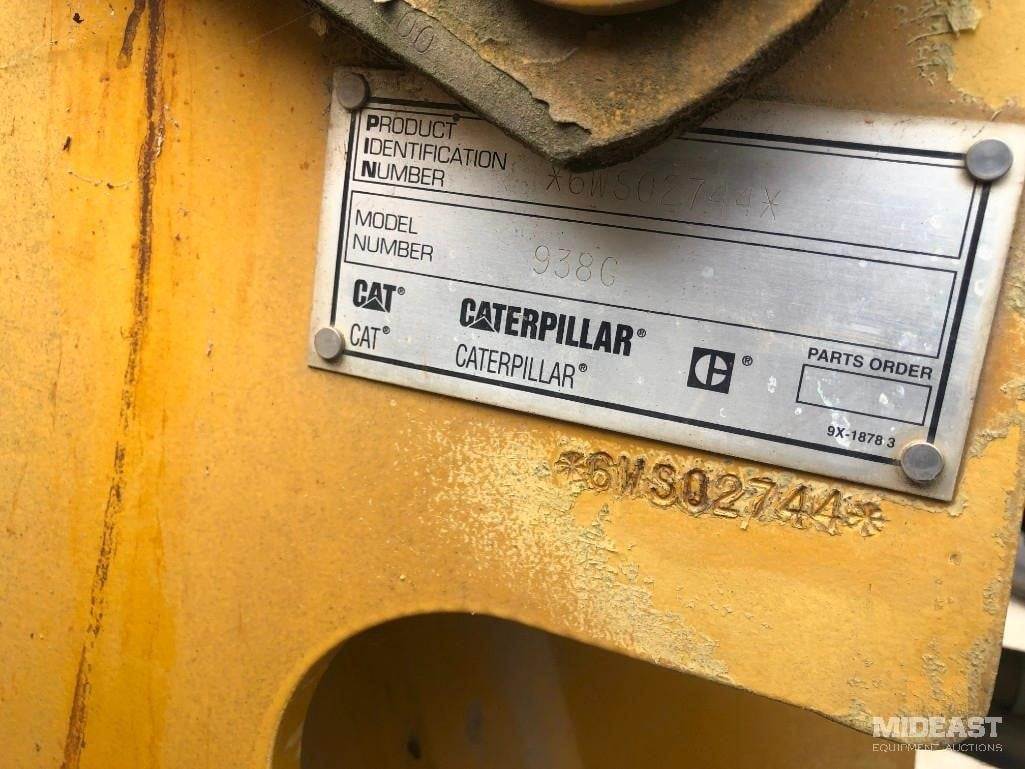 00
PRODUCT
IDENTIFICATION
NUMBER
*6WS02744*
MODEL
NUMBER
938G
CAT®
CAT®
CATERPILLAR®
CATERPILLAR®
®
PARTS ORDER
9X-1878 3
*6WS02744*
MIDEAST
EQUIPMENT AUCTIONS